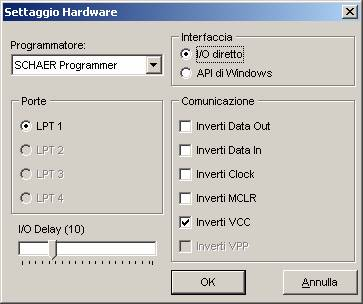 Settaggio Hardware
Programmatore:
SCHAER Programmer
Interfaccia
I/O diretto
API di Windows
Porte
LPT 1
LPT 2
LPT 3
LPT 4
Comunicazione
Inverti Data Out
Inverti Data In
Inverti Clock
Inverti MCLR
Inverti VCC
Inverti VPP
I/O Delay (10)
OK
Annulla